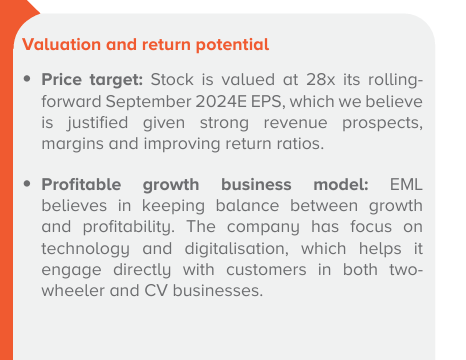 Valuation and return potential
• Price target: Stock is valued at 28x its rolling-
forward September 2024E EPS, which we believe
is justified given strong revenue prospects,
margins and improving return ratios.
• Profitable growth business model: EML
believes in keeping balance between growth
and profitability. The company has focus on
technology and digitalisation, which helps it
engage directly with customers in both two-
wheeler and CV businesses.